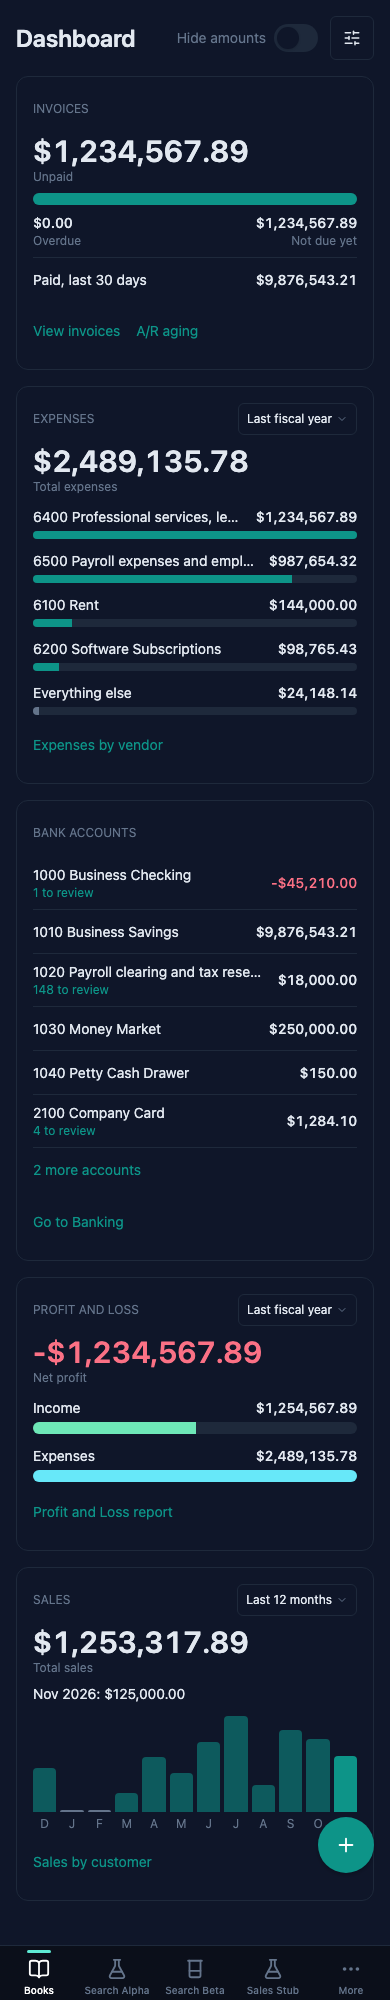 Dashboard
Hide amounts
INVOICES
$1,234,567.89
Unpaid
$0.00 $1,234,567.89
Overdue Not due yet
Paid, last 30 days $9,876,543.21
View invoices A/R aging
EXPENSES Last fiscal year
$2,489,135.78
Total expenses
6400 Professional services, le... $1,234,567.89
6500 Payroll expenses and empl... $987,654.32
6100 Rent $144,000.00
6200 Software Subscriptions $98,765.43
Everything else $24,148.14
Expenses by vendor
BANK ACCOUNTS
1000 Business Checking -$45,210.00
1 to review
1010 Business Savings $9,876,543.21
1020 Payroll clearing and tax rese... $18,000.00
148 to review
1030 Money Market $250,000.00
1040 Petty Cash Drawer $150.00
2100 Company Card $1,284.10
4 to review
2 more accounts
Go to Banking
PROFIT AND LOSS Last fiscal year
-$1,234,567.89
Net profit
Income $1,254,567.89
Expenses $2,489,135.78
Profit and Loss report
SALES Last 12 months
$1,253,317.89
Total sales
Nov 2026: $125,000.00
D J F M A M J J A S O
Sales by customer
Books Search Alpha Search Beta Sales Stub More